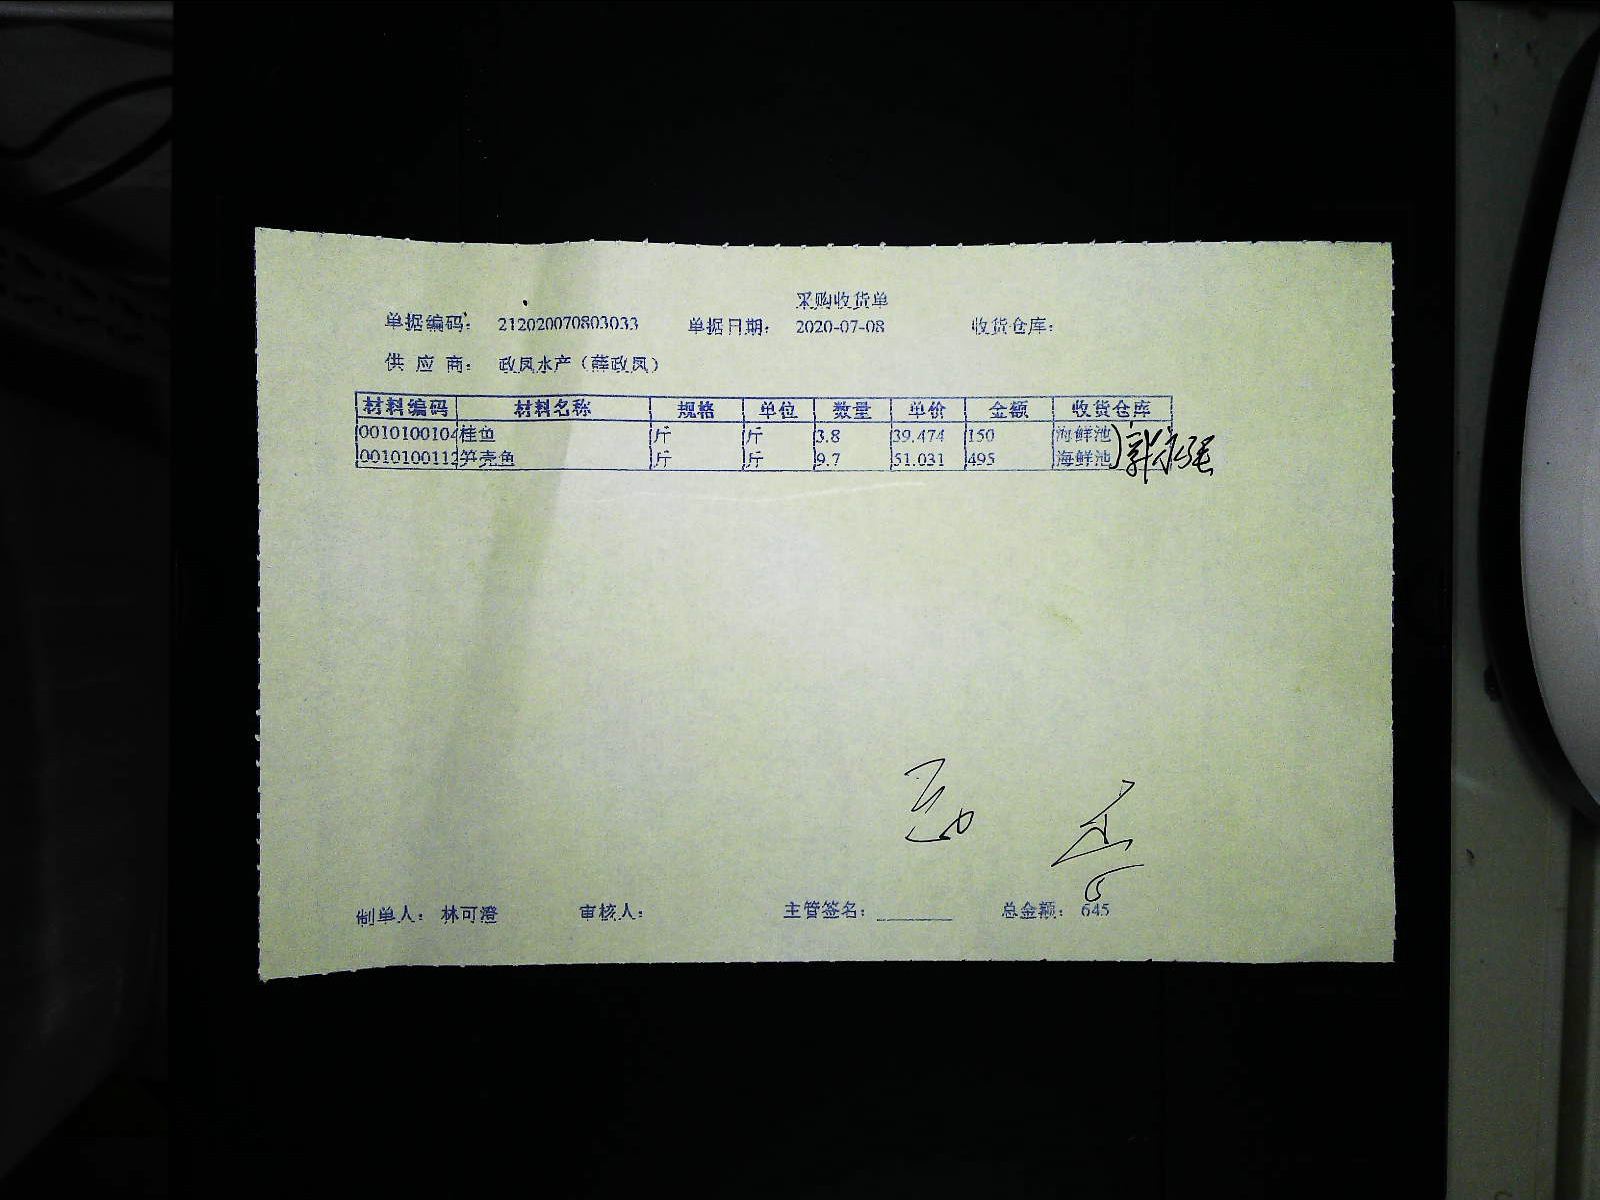 采购收货单
单据编码： 212020070803033 单据日期： 2020-07-08 收货仓库：
供 应 商： 政凤水产（薛政凤）
材料编码 材料名称 规格 单位 数量 单价 金额 收货仓库
0010100104 桂鱼 斤 斤 3.8 39.474 150 海鲜池
0010100112 笋壳鱼 斤 斤 9.7 51.031 495 海鲜池
制单人： 林可澄 审核人： 主管签名： 总金额： 645